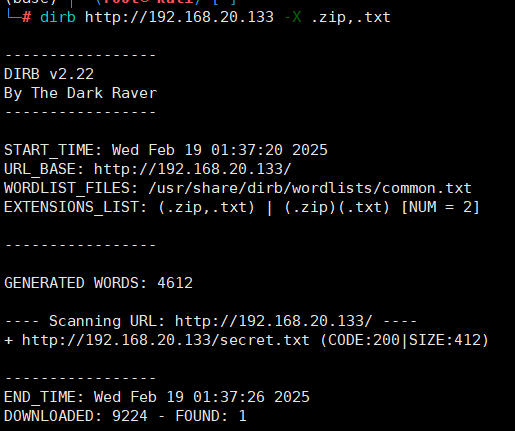 └─# dirb http://192.168.20.133 -X .zip,.txt
-----------------
DIRB v2.22
By The Dark Raver
-----------------
START_TIME: Wed Feb 19 01:37:20 2025
URL_BASE: http://192.168.20.133/
WORDLIST_FILES: /usr/share/dirb/wordlists/common.txt
EXTENSIONS_LIST: (.zip,.txt) | (.zip)(.txt) [NUM = 2]
-----------------
GENERATED WORDS: 4612
---- Scanning URL: http://192.168.20.133/ ----
+ http://192.168.20.133/secret.txt (CODE:200|SIZE:412)
-----------------
END_TIME: Wed Feb 19 01:37:26 2025
DOWNLOADED: 9224 - FOUND: 1